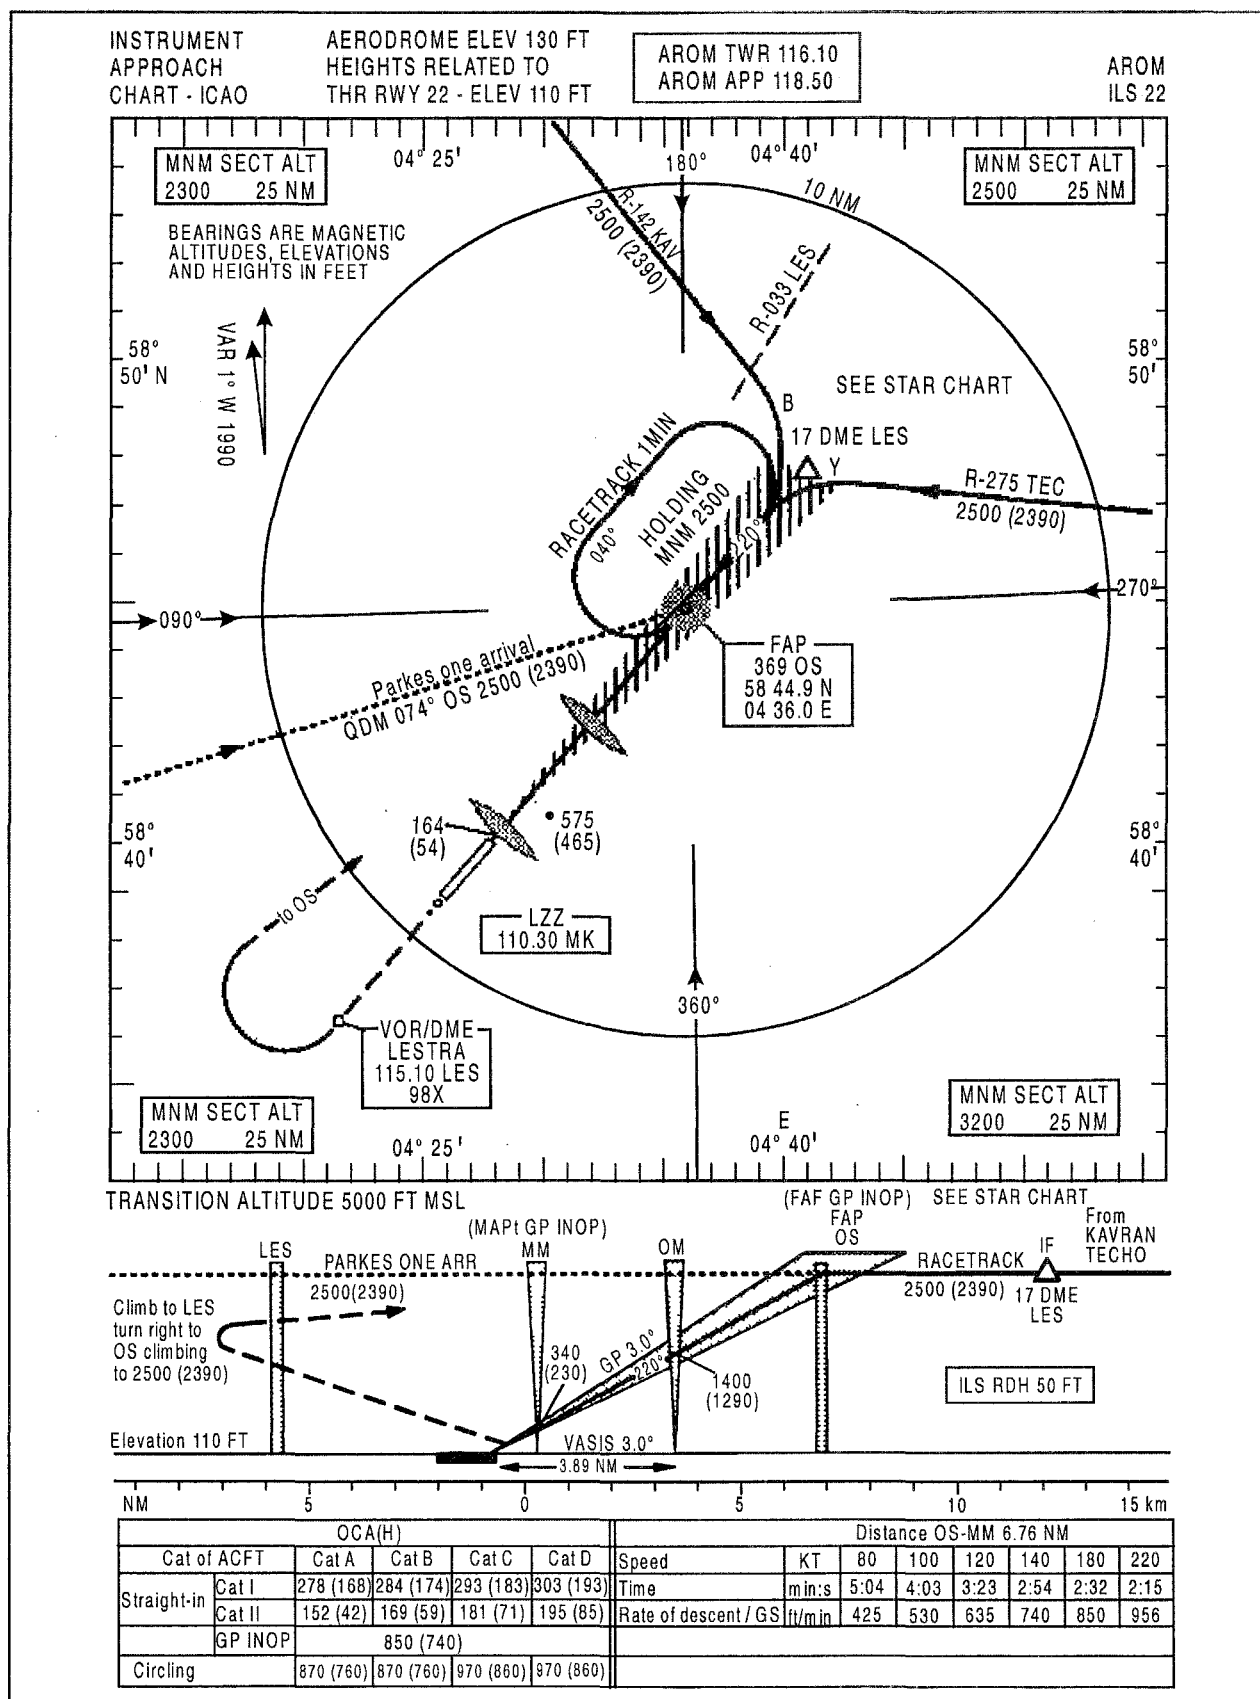 INSTRUMENT
APPROACH
CHART - ICAO
AERODROME ELEV 130 FT
HEIGHTS RELATED TO
THR RWY 22 - ELEV 110 FT
AROM TWR 116.10
AROM APP 118.50
AROM
ILS 22
MNM SECT ALT
2300 25 NM
04° 25'
180°
04° 40'
MNM SECT ALT
2500 25 NM
10 NM
BEARINGS ARE MAGNETIC
ALTITUDES, ELEVATIONS
AND HEIGHTS IN FEET
R-142 KAV
2500 (2390)
R-033 LES
VAR 1° W 1990
58°
50' N
58°
50'
SEE STAR CHART
B
17 DME LES
Y
R-275 TEC
2500 (2390)
RACETRACK 1MIN
040°
HOLDING
MNM 2500
220°
090°
270°
Parkes one arrival
QDM 074° OS 2500 (2390)
FAP
369 OS
58 44.9 N
04 36.0 E
164
(54)
575
(465)
58°
40'
58°
40'
to OS
LZZ
110.30 MK
360°
VOR/DME
LESTRA
115.10 LES
98X
MNM SECT ALT
2300 25 NM
04° 25'
E
04° 40'
MNM SECT ALT
3200 25 NM
TRANSITION ALTITUDE 5000 FT MSL
(FAF GP INOP)
SEE STAR CHART
(MAPt GP INOP)
FAP
OS
From
KAVRAN
TECHO
LES
MM
OM
IF
PARKES ONE ARR
2500(2390)
RACETRACK
2500 (2390)
17 DME
LES
Climb to LES
turn right to
OS climbing
to 2500 (2390)
340
(230)
GP 3.0°
220°
1400
(1290)
ILS RDH 50 FT
Elevation 110 FT
VASIS 3.0°
3.89 NM
NM 5 0 5 10 15 km
OCA(H)
Distance OS-MM 6.76 NM
Cat of ACFT Cat A Cat B Cat C Cat D
Speed KT 80 100 120 140 180 220
Straight-in
Cat I 278 (168) 284 (174) 293 (183) 303 (193)
Time min:s 5:04 4:03 3:23 2:54 2:32 2:15
Cat II 152 (42) 169 (59) 181 (71) 195 (85)
Rate of descent / GS ft/min 425 530 635 740 850 956
GP INOP 850 (740)
Circling 870 (760) 870 (760) 970 (860) 970 (860)